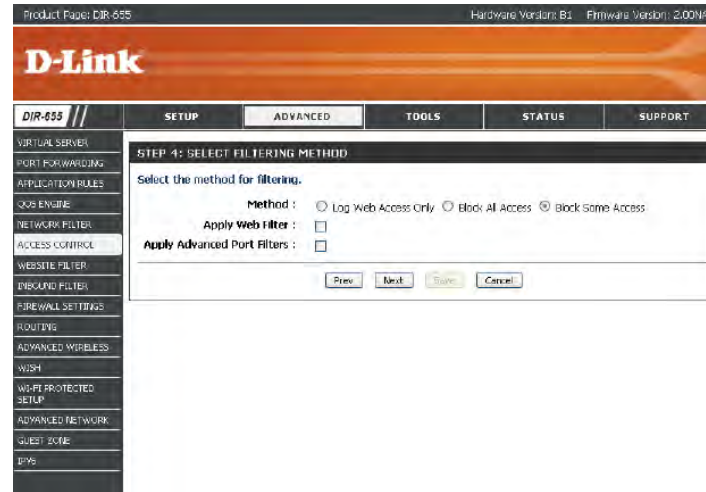 Product Page: DIR-655 Hardware Version: B1 Firmware Version: 2.00NA
D-Link
DIR-655 SETUP ADVANCED TOOLS STATUS SUPPORT
VIRTUAL SERVER
PORT FORWARDING
APPLICATION RULES
QOS ENGINE
NETWORK FILTER
ACCESS CONTROL
WEBSITE FILTER
INBOUND FILTER
FIREWALL SETTINGS
ROUTING
ADVANCED WIRELESS
WISH
WI-FI PROTECTED
SETUP
ADVANCED NETWORK
GUEST ZONE
IPV6
STEP 4: SELECT FILTERING METHOD
Select the method for filtering.
Method : Log Web Access Only Block All Access Block Some Access
Apply Web Filter :
Apply Advanced Port Filters :
Prev Next Save Cancel